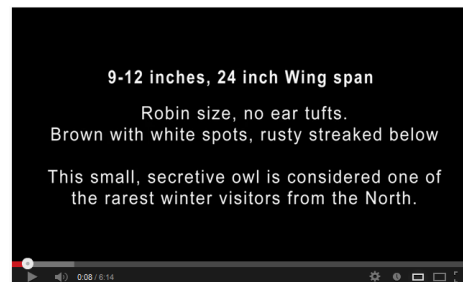 9-12 inches, 24 inch Wing span
Robin size, no ear tufts.
Brown with white spots, rusty streaked below
This small, secretive owl is considered one of
the rarest winter visitors from the North.
0:08 / 6:14